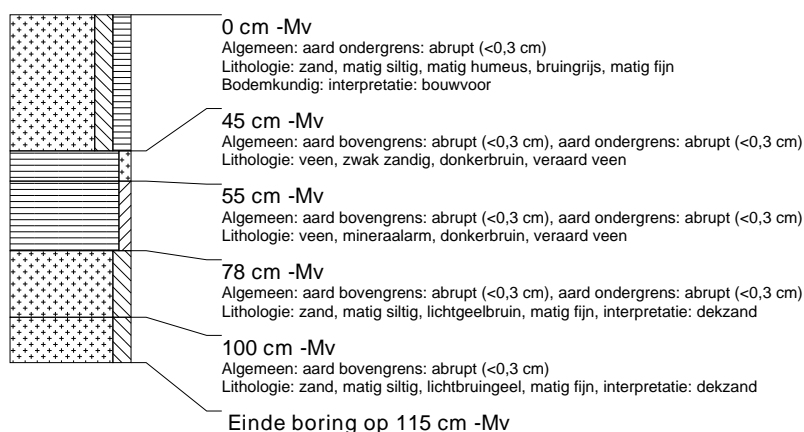 0 cm -Mv
Algemeen: aard ondergrens: abrupt (<0,3 cm)
Lithologie: zand, matig siltig, matig humeus, bruingrijs, matig fijn
Bodemkundig: interpretatie: bouwvoor
45 cm -Mv
Algemeen: aard bovengrens: abrupt (<0,3 cm), aard ondergrens: abrupt (<0,3 cm)
Lithologie: veen, zwak zandig, donkerbruin, veraard veen
55 cm -Mv
Algemeen: aard bovengrens: abrupt (<0,3 cm), aard ondergrens: abrupt (<0,3 cm)
Lithologie: veen, mineraalarm, donkerbruin, veraard veen
78 cm -Mv
Algemeen: aard bovengrens: abrupt (<0,3 cm), aard ondergrens: abrupt (<0,3 cm)
Lithologie: zand, matig siltig, lichtgeelbruin, matig fijn, interpretatie: dekzand
100 cm -Mv
Algemeen: aard bovengrens: abrupt (<0,3 cm)
Lithologie: zand, matig siltig, lichtbruingeel, matig fijn, interpretatie: dekzand
Einde boring op 115 cm -Mv